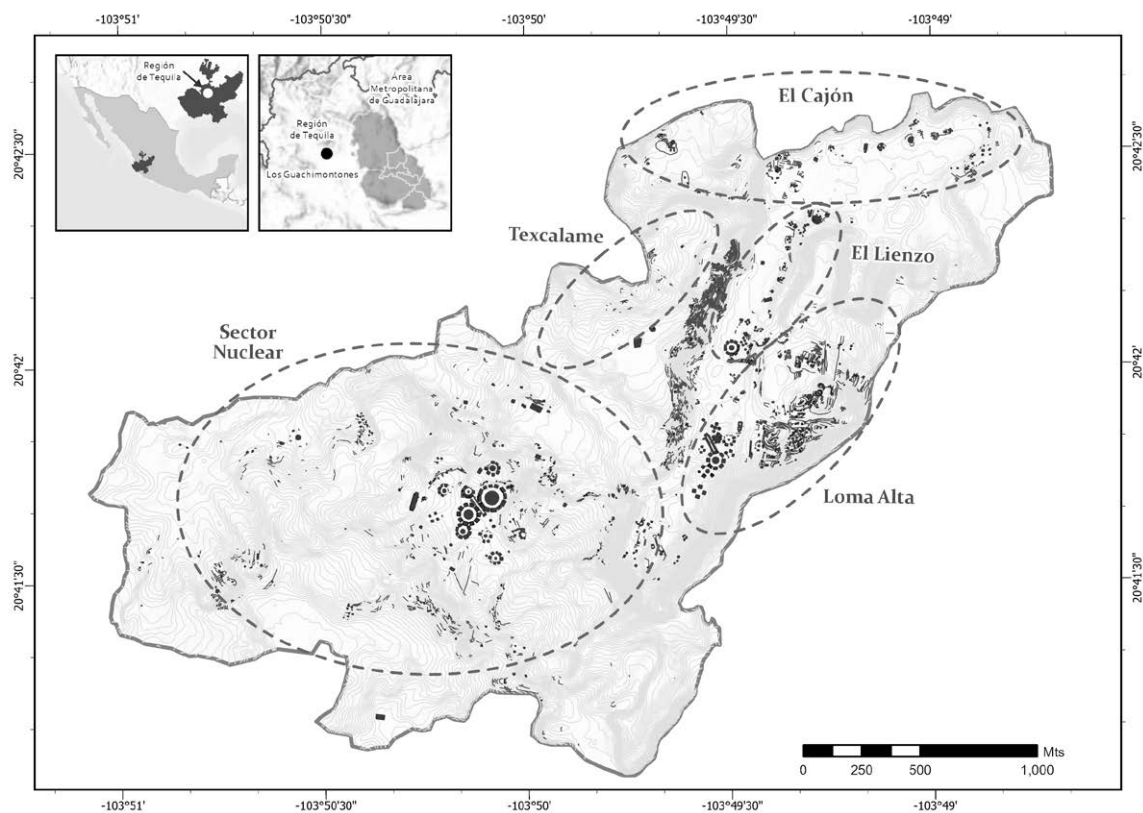 -103°51'
-103°50'30"
-103°50'
-103°49'30"
-103°49'
Región
de Tequila
Área
Metropolitana
de Guadalajara
Región
de Tequila
Los Guachimontones
El Cajón
20°42'30"
20°42'30"
Texcalame
El Lienzo
Sector
Nuclear
20°42'
20°42'
Loma Alta
20°41'30"
20°41'30"
Mts
0
250
500
1,000
-103°51'
-103°50'30"
-103°50'
-103°49'30"
-103°49'